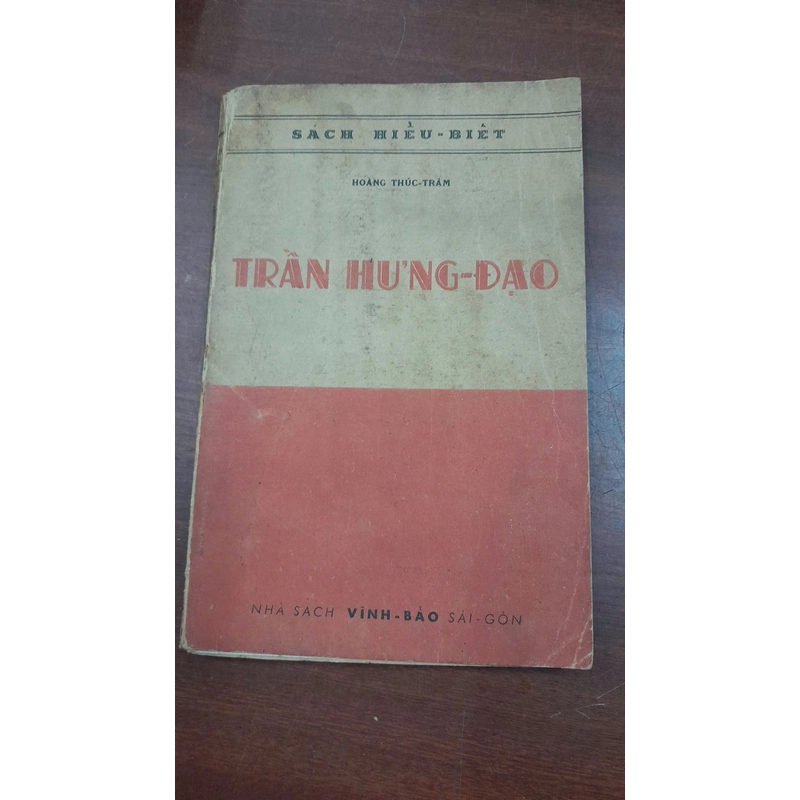 SÁCH HIỂU-BIẾT
HOÀNG THÚC-TRÂM
TRẦN HƯNG-ĐẠO
NHÀ SÁCH VĨNH-BẢO SÀI-GÒN